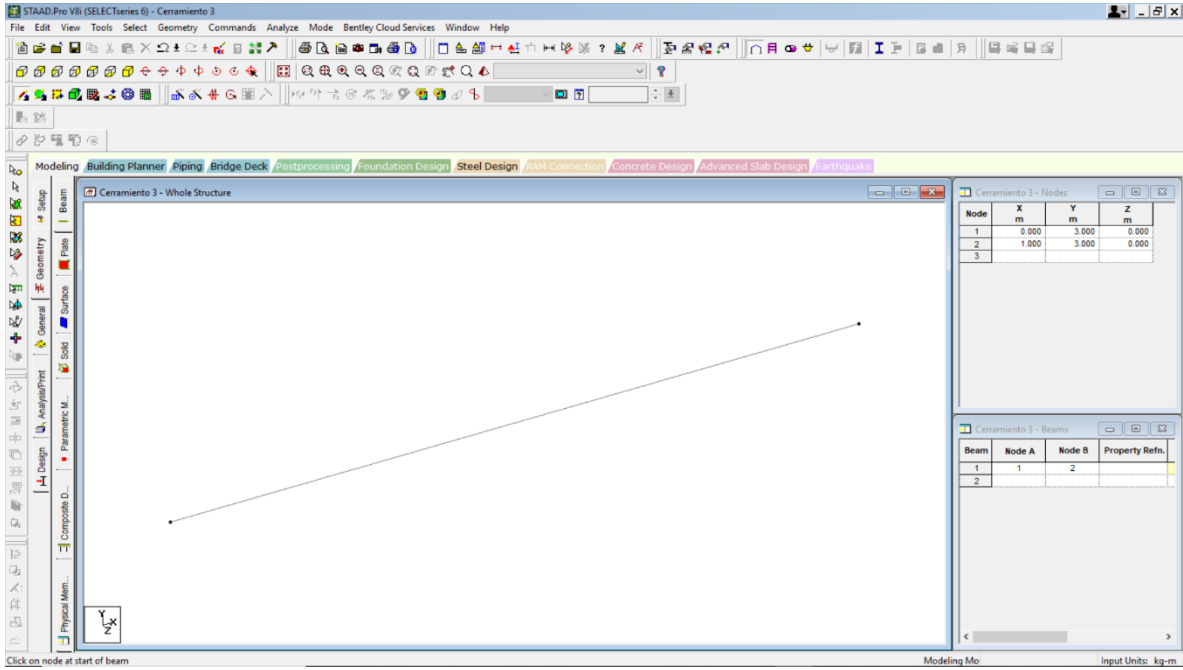 STAAD.Pro V8i (SELECTseries 6) - Cerramiento 3
File Edit View Tools Select Geometry Commands Analyze Mode Bentley Cloud Services Window Help
Modeling Building Planner Piping Bridge Deck Postprocessing Foundation Design Steel Design RAM Connection Concrete Design Advanced Slab Design Earthquake
Setup
Geometry
General
Analysis/Print
Design
Beam
Plate
Surface
Solid
Parametric M...
Composite D...
Physical Mem...
Cerramiento 3 - Whole Structure
Y
X
Z
Cerramiento 3 - Nodes
Node X m Y m Z m
1 0.000 3.000 0.000
2 1.000 3.000 0.000
3
Cerramiento 3 - Beams
Beam Node A Node B Property Refn.
1 1 2
2
Click on node at start of beam Modeling Mo Input Units: kg-m